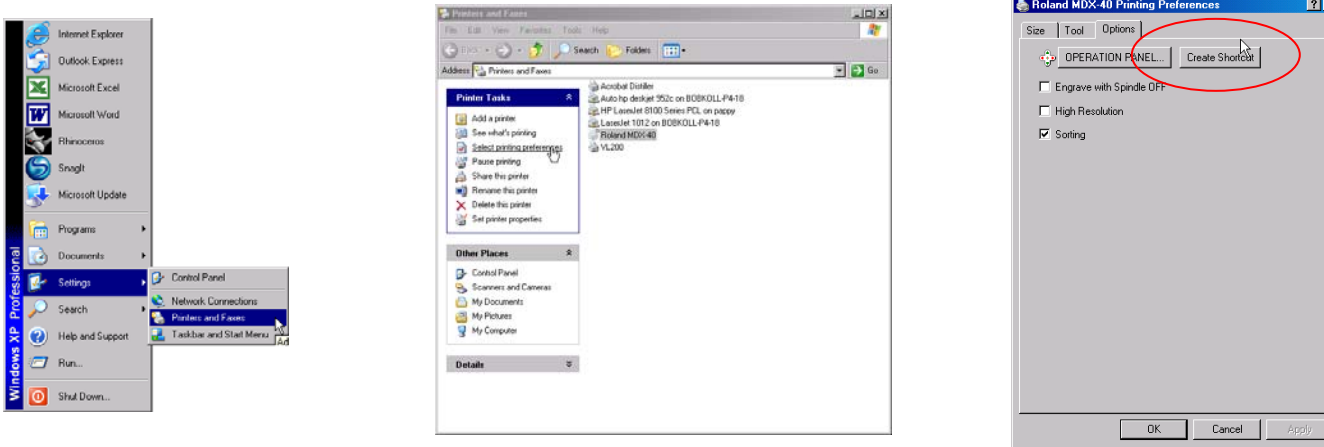 Internet Explorer
Outlook Express
Microsoft Excel
Microsoft Word
Rhinoceros
SnagIt
Microsoft Update
Programs
Documents
Settings
Search
Help and Support
Run...
Shut Down...
Windows XP Professional
Control Panel
Network Connections
Printers and Faxes
Taskbar and Start Menu
Ad
Printers and Faxes
File Edit View Favorites Tools Help
Back Search Folders
Address Printers and Faxes Go
Printer Tasks
Add a printer
See what's printing
Select printing preferences
Pause printing
Share this printer
Rename this printer
Delete this printer
Set printer properties
Other Places
Control Panel
Scanners and Cameras
My Documents
My Pictures
My Computer
Details
Acrobat Distiller
Auto hp deskjet 952c on BOBKOLL-P4-18
HP LaserJet 8100 Series PCL on pappy
LaserJet 1012 on BOBKOLL-P4-18
Roland MDX-40
VL200
Roland MDX-40 Printing Preferences
Size Tool Options
OPERATION PANEL... Create Shortcut
Engrave with Spindle OFF
High Resolution
Sorting
OK Cancel Apply